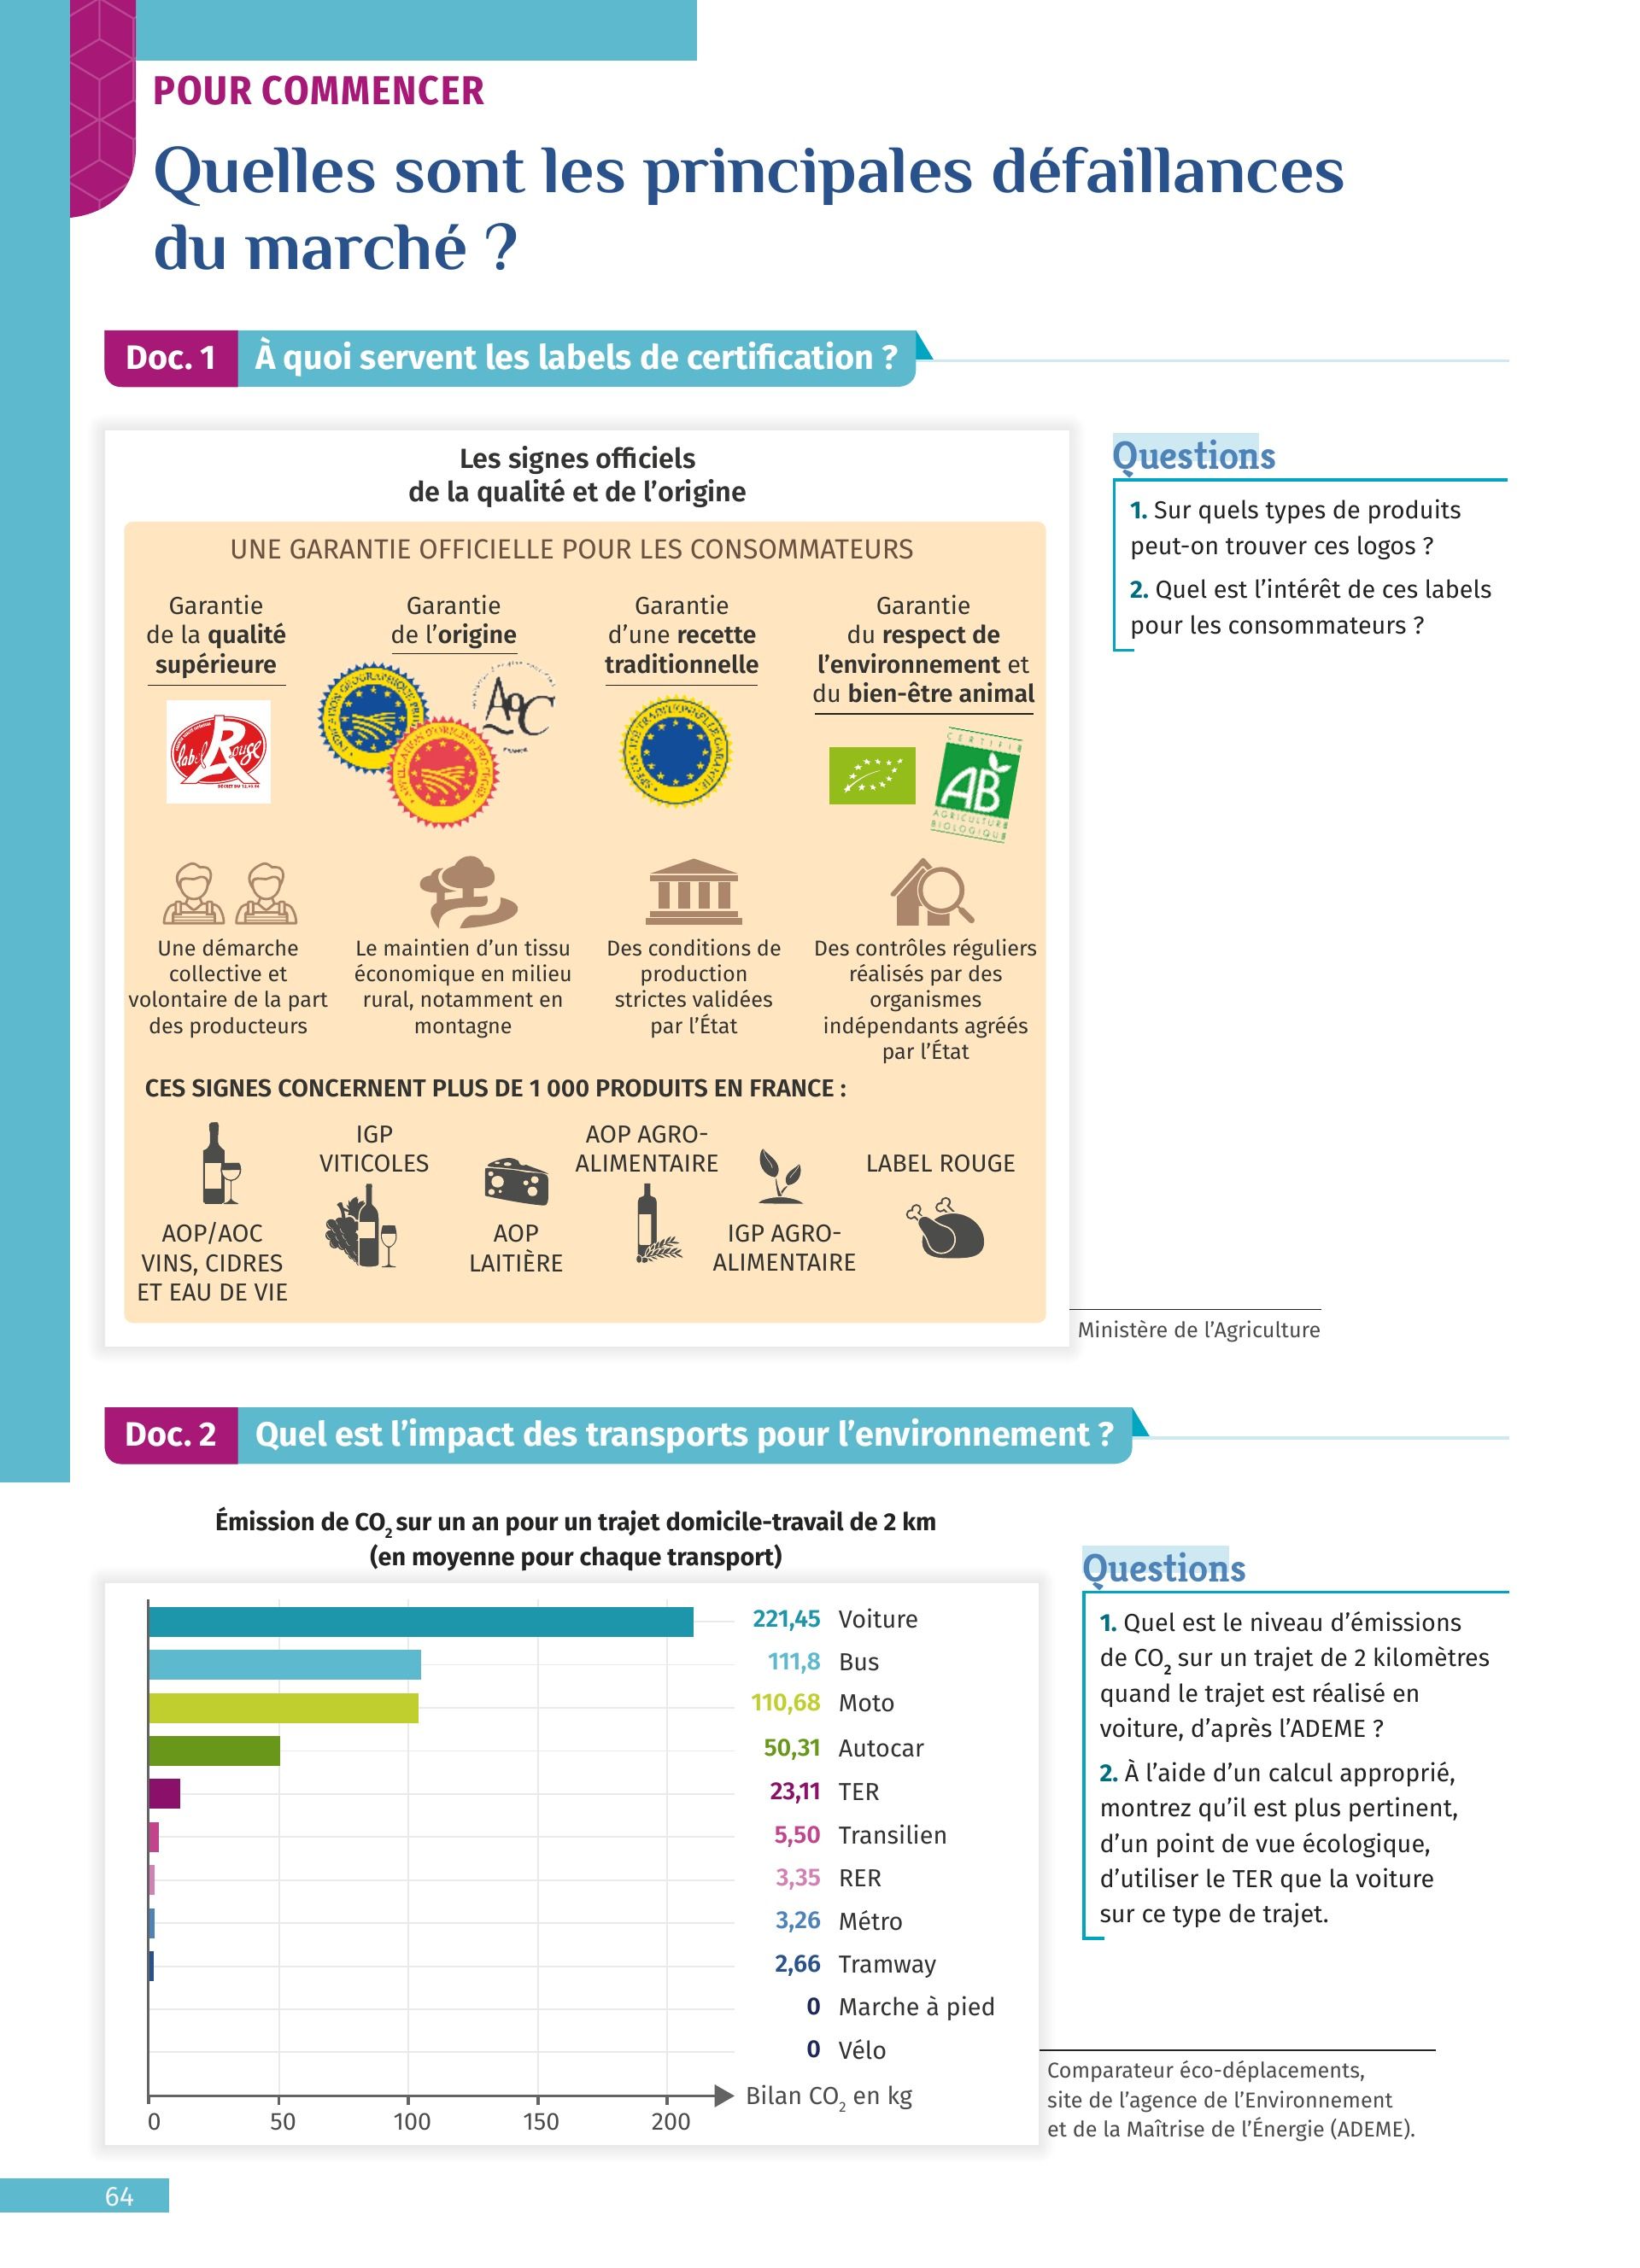 POUR COMMENCER
Quelles sont les principales défaillances
du marché ?
Doc. 1 À quoi servent les labels de certification ?
Les signes officiels
de la qualité et de l'origine
UNE GARANTIE OFFICIELLE POUR LES CONSOMMATEURS
Garantie
de la qualité
supérieure
Garantie
de l'origine
Garantie
d'une recette
traditionnelle
Garantie
du respect de
l'environnement et
du bien-être animal
label Rouge
AOC
FRANCE
CERTIFIÉ
AB
AGRICULTURE
BIOLOGIQUE
Une démarche
collective et
volontaire de la part
des producteurs
Le maintien d'un tissu
économique en milieu
rural, notamment en
montagne
Des conditions de
production
strictes validées
par l'État
Des contrôles réguliers
réalisés par des
organismes
indépendants agréés
par l'État
CES SIGNES CONCERNENT PLUS DE 1 000 PRODUITS EN FRANCE :
AOP/AOC
VINS, CIDRES
ET EAU DE VIE
IGP
VITICOLES
AOP
LAITIÈRE
AOP AGRO-
ALIMENTAIRE
IGP AGRO-
ALIMENTAIRE
LABEL ROUGE
Ministère de l'Agriculture
Questions
1. Sur quels types de produits
peut-on trouver ces logos ?
2. Quel est l'intérêt de ces labels
pour les consommateurs ?
Doc. 2 Quel est l'impact des transports pour l'environnement ?
Émission de CO2 sur un an pour un trajet domicile-travail de 2 km
(en moyenne pour chaque transport)
221,45 Voiture
111,8 Bus
110,68 Moto
50,31 Autocar
23,11 TER
5,50 Transilien
3,35 RER
3,26 Métro
2,66 Tramway
0 Marche à pied
0 Vélo
Bilan CO2 en kg
0 50 100 150 200
Comparateur éco-déplacements,
site de l'agence de l'Environnement
et de la Maîtrise de l'Énergie (ADEME).
Questions
1. Quel est le niveau d'émissions
de CO2 sur un trajet de 2 kilomètres
quand le trajet est réalisé en
voiture, d'après l'ADEME ?
2. À l'aide d'un calcul approprié,
montrez qu'il est plus pertinent,
d'un point de vue écologique,
d'utiliser le TER que la voiture
sur ce type de trajet.
64